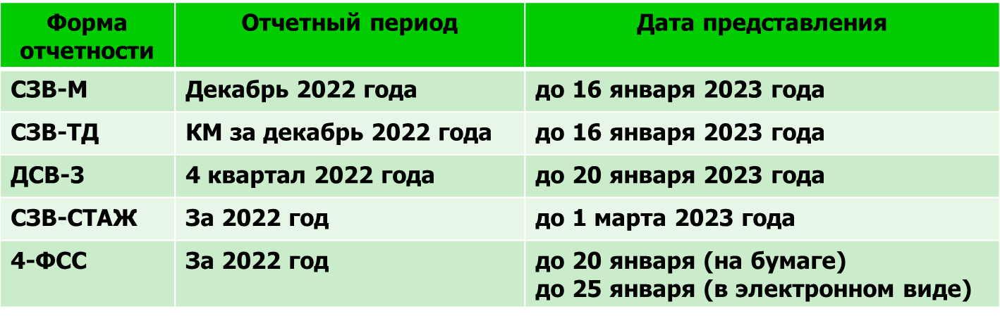 Форма отчетности
Отчетный период
Дата представления
СЗВ-М
Декабрь 2022 года
до 16 января 2023 года
СЗВ-ТД
КМ за декабрь 2022 года
до 16 января 2023 года
ДСВ-3
4 квартал 2022 года
до 20 января 2023 года
СЗВ-СТАЖ
За 2022 год
до 1 марта 2023 года
4-ФСС
За 2022 год
до 20 января (на бумаге)
до 25 января (в электронном виде)